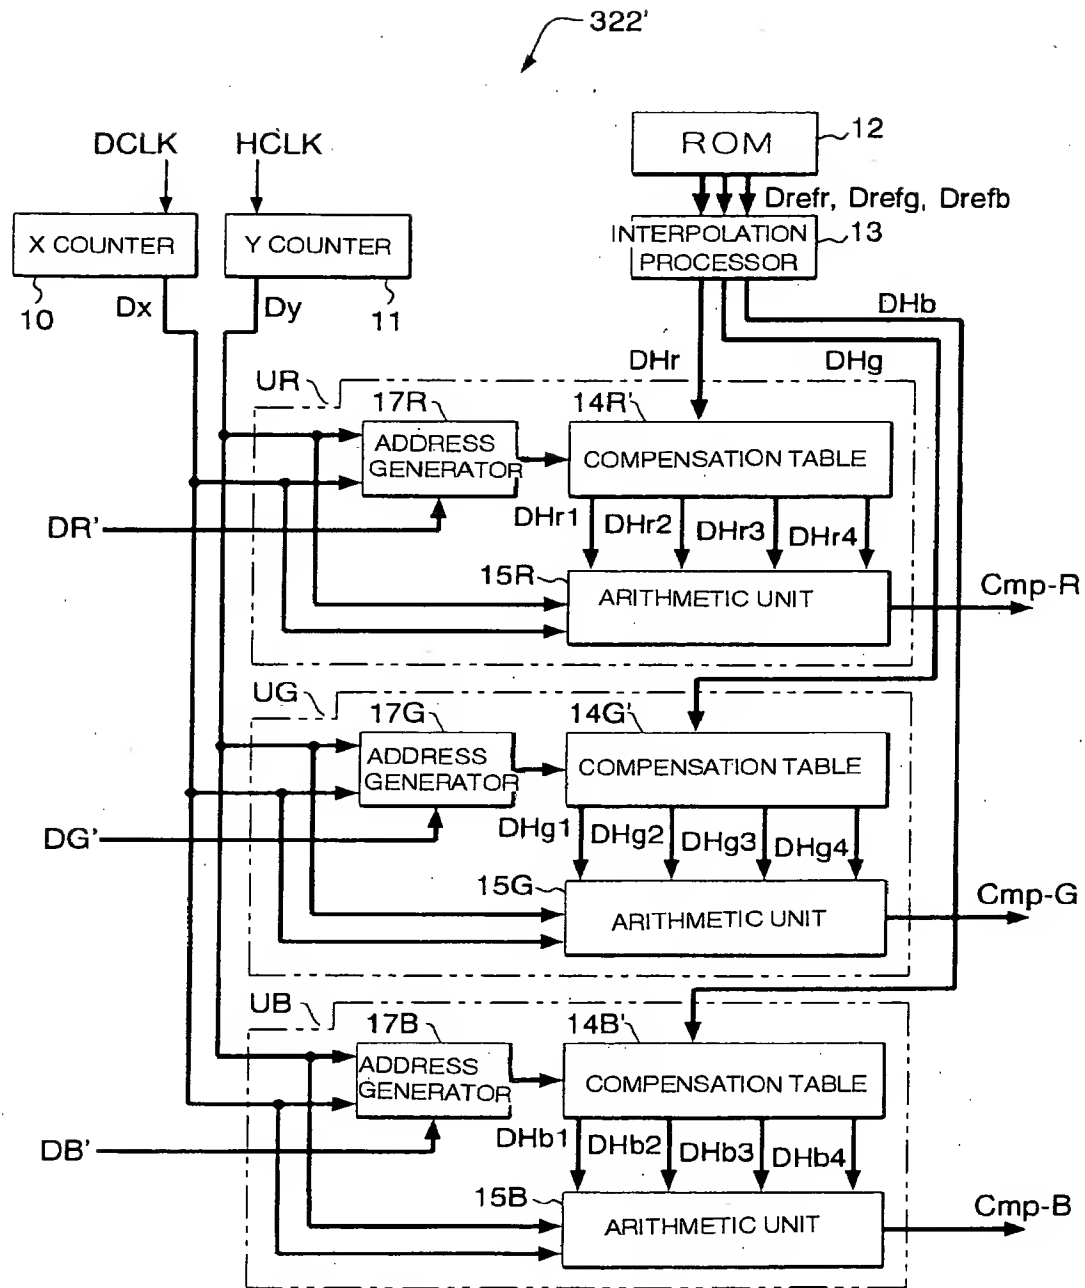 322'
DCLK
HCLK
ROM
12
Drefr, Drefg, Drefb
X COUNTER
Y COUNTER
INTERPOLATION
PROCESSOR
13
10
Dx
Dy
11
DHb
DHr
DHg
UR
17R
14R'
ADDRESS
GENERATOR
COMPENSATION TABLE
DR'
DHr1
DHr2
DHr3
DHr4
15R
ARITHMETIC UNIT
Cmp-R
UG
17G
14G'
ADDRESS
GENERATOR
COMPENSATION TABLE
DG'
DHg1
DHg2
DHg3
DHg4
15G
ARITHMETIC UNIT
Cmp-G
UB
17B
14B'
ADDRESS
GENERATOR
COMPENSATION TABLE
DB'
DHb1
DHb2
DHb3
DHb4
15B
ARITHMETIC UNIT
Cmp-B